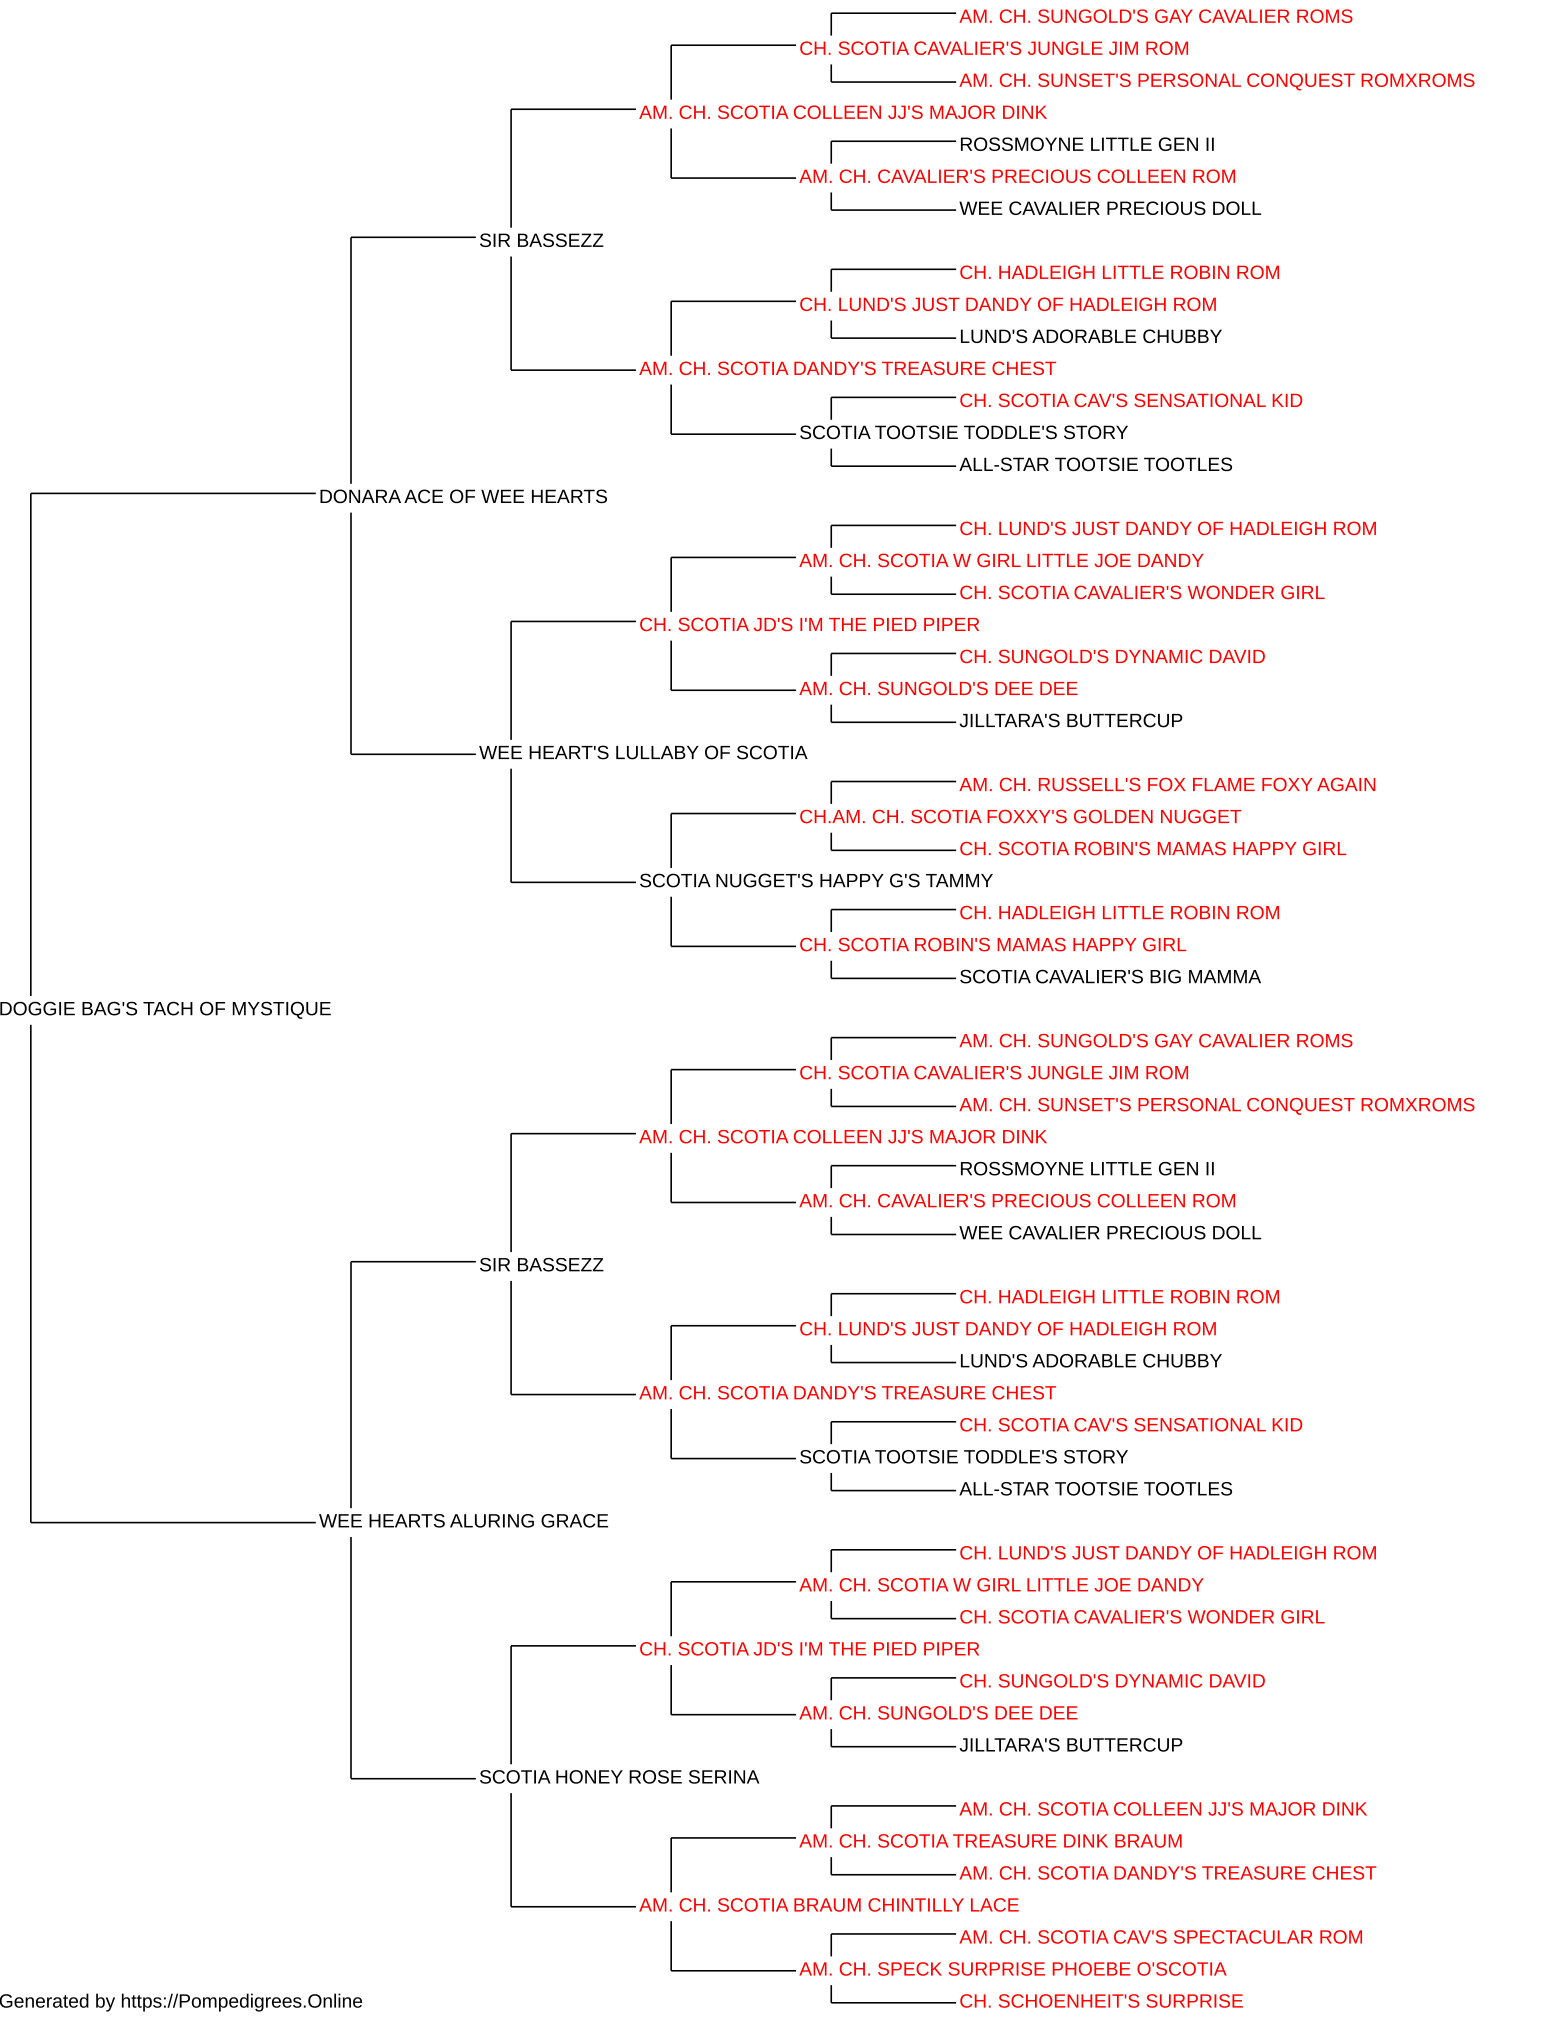 AM. CH. SUNGOLD'S GAY CAVALIER ROMS
CH. SCOTIA CAVALIER'S JUNGLE JIM ROM
AM. CH. SUNSET'S PERSONAL CONQUEST ROMXROMS
AM. CH. SCOTIA COLLEEN JJ'S MAJOR DINK
ROSSMOYNE LITTLE GEN II
AM. CH. CAVALIER'S PRECIOUS COLLEEN ROM
WEE CAVALIER PRECIOUS DOLL
SIR BASSEZZ
CH. HADLEIGH LITTLE ROBIN ROM
CH. LUND'S JUST DANDY OF HADLEIGH ROM
LUND'S ADORABLE CHUBBY
AM. CH. SCOTIA DANDY'S TREASURE CHEST
CH. SCOTIA CAV'S SENSATIONAL KID
SCOTIA TOOTSIE TODDLE'S STORY
ALL-STAR TOOTSIE TOOTLES
DONARA ACE OF WEE HEARTS
CH. LUND'S JUST DANDY OF HADLEIGH ROM
AM. CH. SCOTIA W GIRL LITTLE JOE DANDY
CH. SCOTIA CAVALIER'S WONDER GIRL
CH. SCOTIA JD'S I'M THE PIED PIPER
CH. SUNGOLD'S DYNAMIC DAVID
AM. CH. SUNGOLD'S DEE DEE
JILLTARA'S BUTTERCUP
WEE HEART'S LULLABY OF SCOTIA
AM. CH. RUSSELL'S FOX FLAME FOXY AGAIN
CH.AM. CH. SCOTIA FOXXY'S GOLDEN NUGGET
CH. SCOTIA ROBIN'S MAMAS HAPPY GIRL
SCOTIA NUGGET'S HAPPY G'S TAMMY
CH. HADLEIGH LITTLE ROBIN ROM
CH. SCOTIA ROBIN'S MAMAS HAPPY GIRL
SCOTIA CAVALIER'S BIG MAMMA
DOGGIE BAG'S TACH OF MYSTIQUE
AM. CH. SUNGOLD'S GAY CAVALIER ROMS
CH. SCOTIA CAVALIER'S JUNGLE JIM ROM
AM. CH. SUNSET'S PERSONAL CONQUEST ROMXROMS
AM. CH. SCOTIA COLLEEN JJ'S MAJOR DINK
ROSSMOYNE LITTLE GEN II
AM. CH. CAVALIER'S PRECIOUS COLLEEN ROM
WEE CAVALIER PRECIOUS DOLL
SIR BASSEZZ
CH. HADLEIGH LITTLE ROBIN ROM
CH. LUND'S JUST DANDY OF HADLEIGH ROM
LUND'S ADORABLE CHUBBY
AM. CH. SCOTIA DANDY'S TREASURE CHEST
CH. SCOTIA CAV'S SENSATIONAL KID
SCOTIA TOOTSIE TODDLE'S STORY
ALL-STAR TOOTSIE TOOTLES
WEE HEARTS ALURING GRACE
CH. LUND'S JUST DANDY OF HADLEIGH ROM
AM. CH. SCOTIA W GIRL LITTLE JOE DANDY
CH. SCOTIA CAVALIER'S WONDER GIRL
CH. SCOTIA JD'S I'M THE PIED PIPER
CH. SUNGOLD'S DYNAMIC DAVID
AM. CH. SUNGOLD'S DEE DEE
JILLTARA'S BUTTERCUP
SCOTIA HONEY ROSE SERINA
AM. CH. SCOTIA COLLEEN JJ'S MAJOR DINK
AM. CH. SCOTIA TREASURE DINK BRAUM
AM. CH. SCOTIA DANDY'S TREASURE CHEST
AM. CH. SCOTIA BRAUM CHINTILLY LACE
AM. CH. SCOTIA CAV'S SPECTACULAR ROM
AM. CH. SPECK SURPRISE PHOEBE O'SCOTIA
CH. SCHOENHEIT'S SURPRISE
Generated by https://Pompedigrees.Online